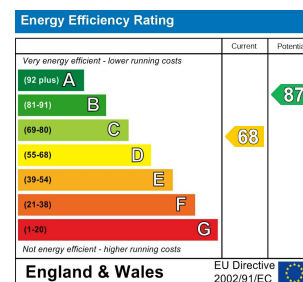 Energy Efficiency Rating
Current Potentia
Very energy efficient - lower running costs
(92 plus) A
(81-91) B
87
(69-80) C
68
(55-68) D
(39-54) E
(21-38) F
(1-20) G
Not energy efficient - higher running costs
England & Wales
EU Directive
2002/91/EC